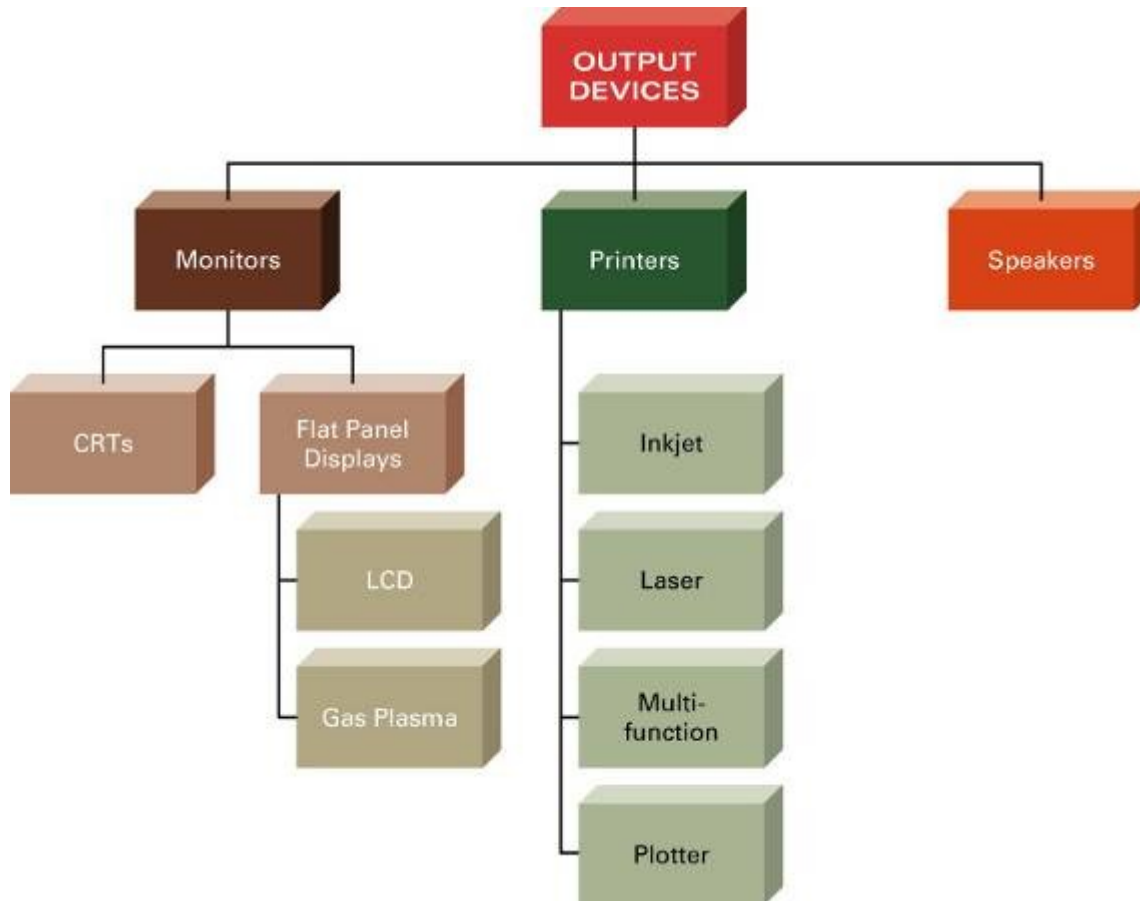 OUTPUT
DEVICES
Monitors
Printers
Speakers
CRTs
Flat Panel
Displays
LCD
Gas Plasma
Inkjet
Laser
Multi-
function
Plotter